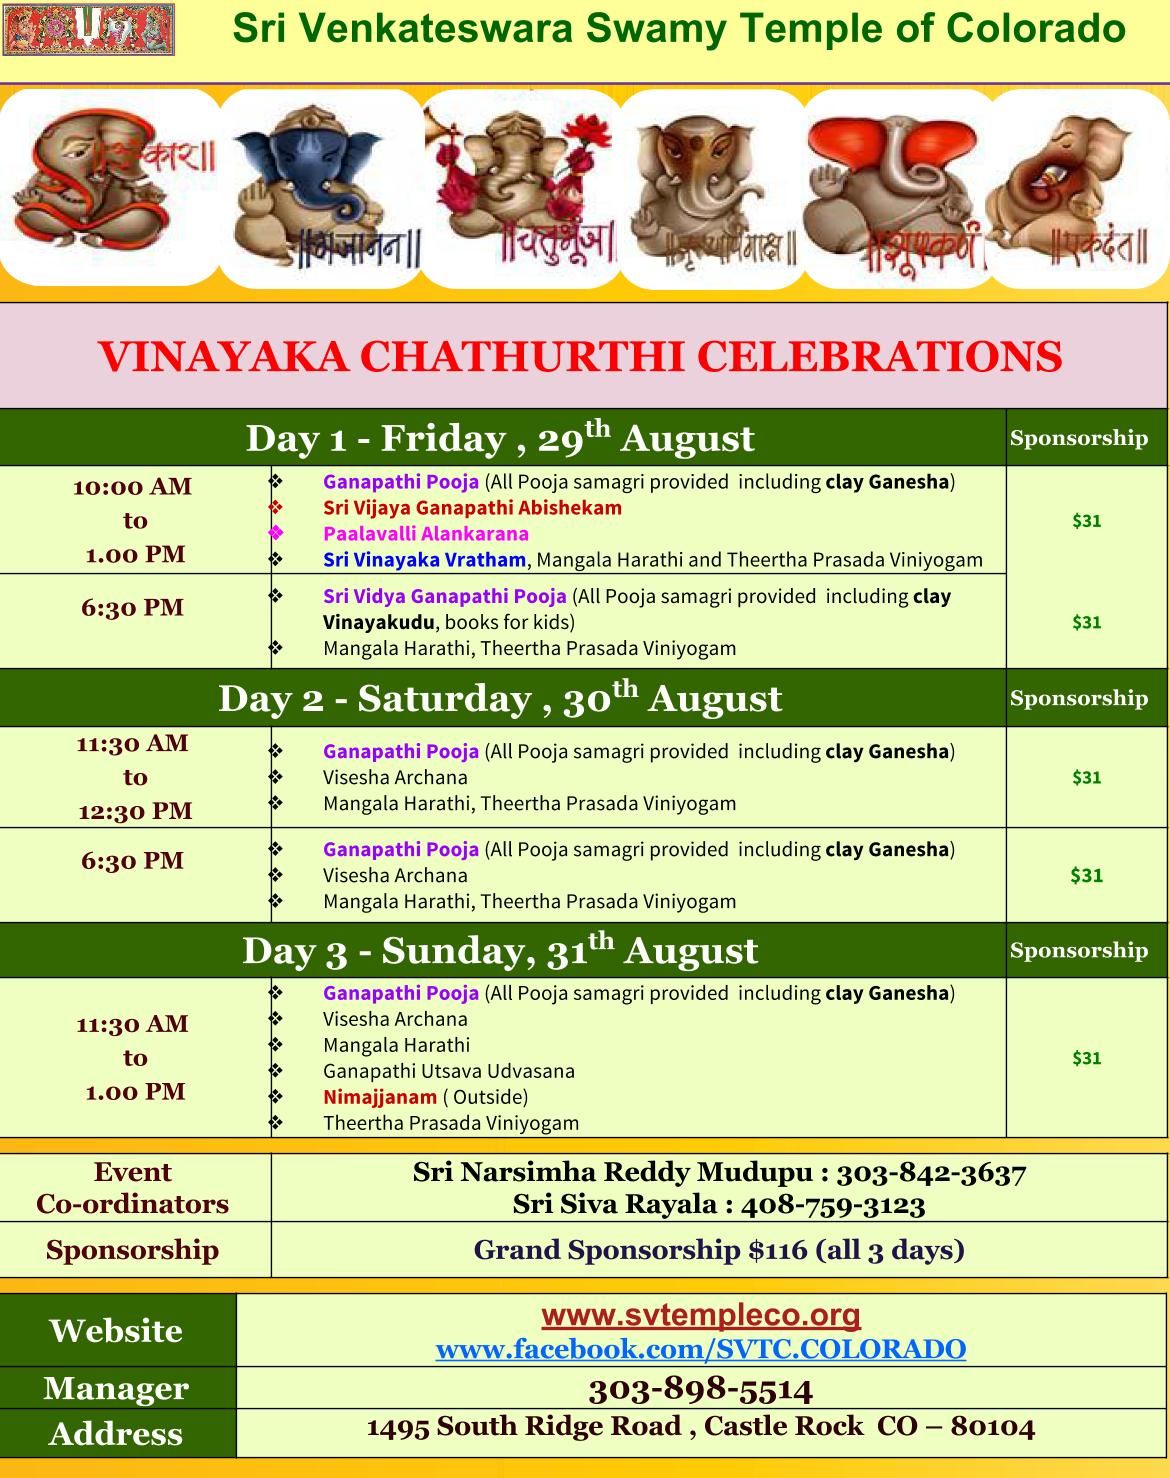 Sri Venkateswara Swamy Temple of Colorado
कार॥
॥गजानन॥
॥चतुर्भूज॥
॥एकदंत॥
VINAYAKA CHATHURTHI CELEBRATIONS
Day 1 - Friday , 29th August
Sponsorship
10:00 AM
to
1.00 PM
❖ Ganapathi Pooja (All Pooja samagri provided including clay Ganesha)
❖ Sri Vijaya Ganapathi Abishekam
❖ Paalavalli Alankarana
❖ Sri Vinayaka Vratham, Mangala Harathi and Theertha Prasada Viniyogam
$31
6:30 PM
❖ Sri Vidya Ganapathi Pooja (All Pooja samagri provided including clay
Vinayakudu, books for kids)
❖ Mangala Harathi, Theertha Prasada Viniyogam
$31
Day 2 - Saturday , 30th August
Sponsorship
11:30 AM
to
12:30 PM
❖ Ganapathi Pooja (All Pooja samagri provided including clay Ganesha)
❖ Visesha Archana
❖ Mangala Harathi, Theertha Prasada Viniyogam
$31
6:30 PM
❖ Ganapathi Pooja (All Pooja samagri provided including clay Ganesha)
❖ Visesha Archana
❖ Mangala Harathi, Theertha Prasada Viniyogam
$31
Day 3 - Sunday, 31th August
Sponsorship
11:30 AM
to
1.00 PM
❖ Ganapathi Pooja (All Pooja samagri provided including clay Ganesha)
❖ Visesha Archana
❖ Mangala Harathi
❖ Ganapathi Utsava Udvasana
❖ Nimajjanam ( Outside)
❖ Theertha Prasada Viniyogam
$31
Event
Co-ordinators
Sri Narsimha Reddy Mudupu : 303-842-3637
Sri Siva Rayala : 408-759-3123
Sponsorship
Grand Sponsorship $116 (all 3 days)
Website
www.svtempleco.org
www.facebook.com/SVTC.COLORADO
Manager
303-898-5514
Address
1495 South Ridge Road , Castle Rock CO – 80104